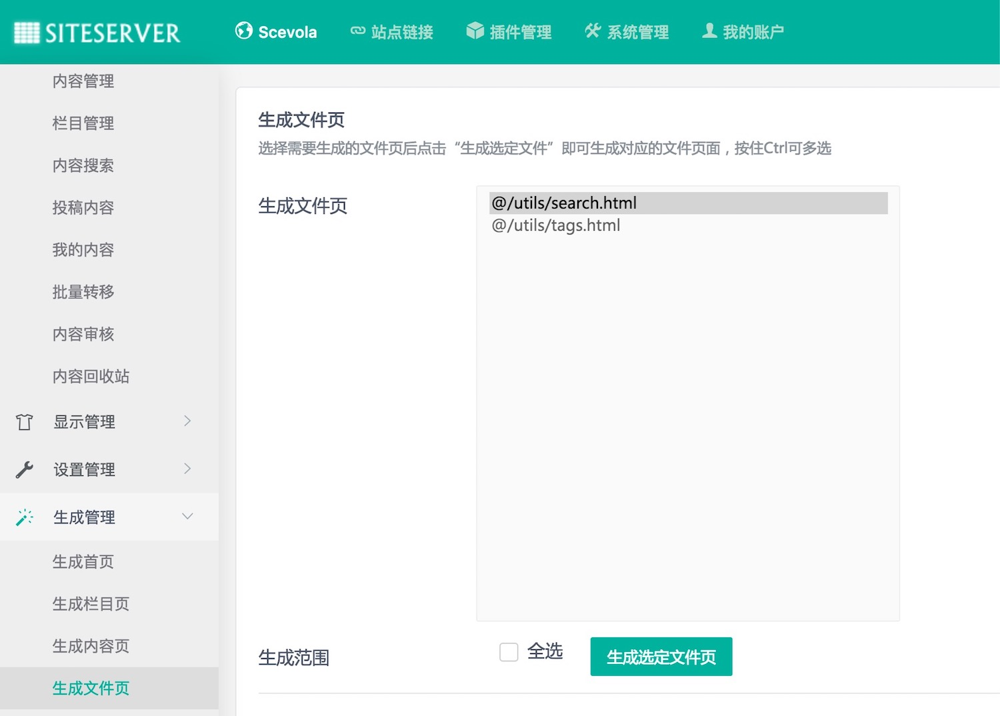 SITESERVER
Scevola
站点链接
插件管理
系统管理
我的账户
内容管理
栏目管理
内容搜索
投稿内容
我的内容
批量转移
内容审核
内容回收站
显示管理
设置管理
生成管理
生成首页
生成栏目页
生成内容页
生成文件页
生成文件页
选择需要生成的文件页后点击“生成选定文件”即可生成对应的文件页面，按住Ctrl可多选
生成文件页
@/utils/search.html
@/utils/tags.html
生成范围
全选
生成选定文件页